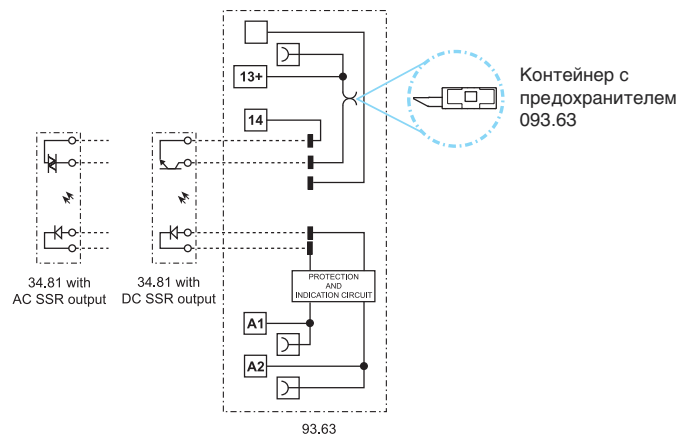 13+
14
Контейнер с
предохранителем
093.63
34.81 with
AC SSR output
34.81 with
DC SSR output
PROTECTION
AND
INDICATION CIRCUIT
A1
A2
93.63